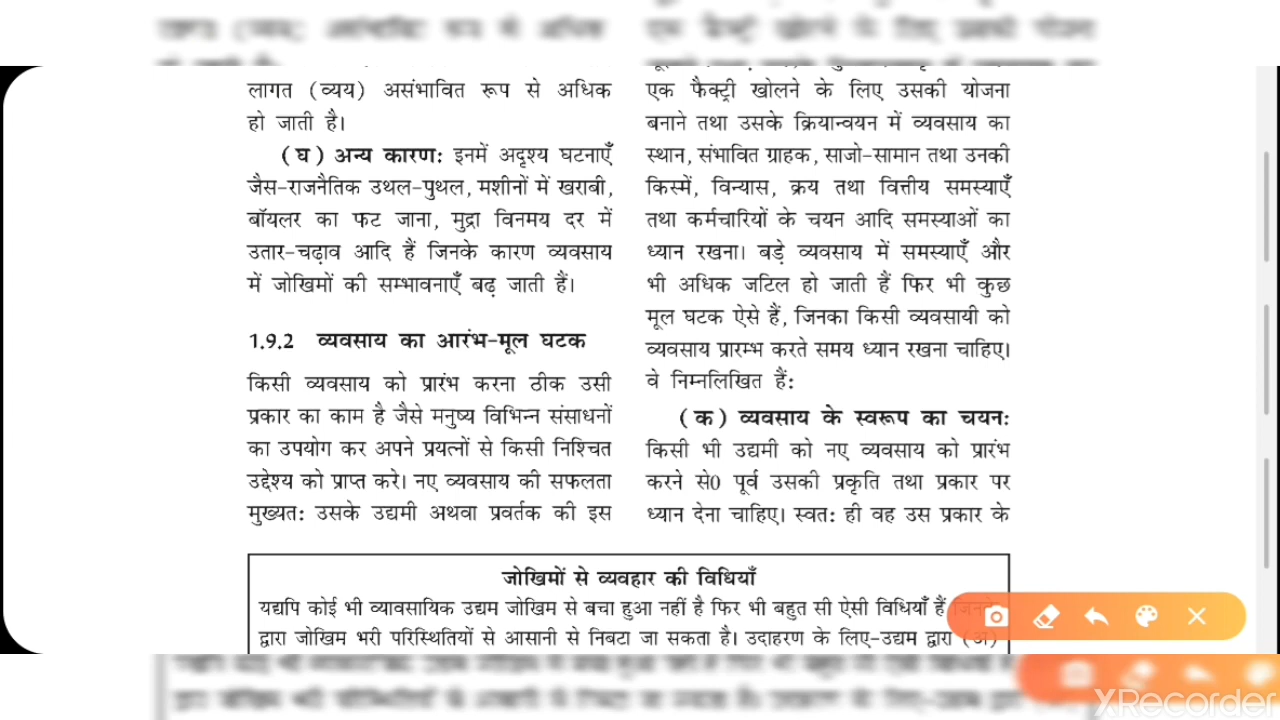 लागत (व्यय) असंभावित रूप से अधिक
हो जाती है।
(घ) अन्य कारण: इनमें अदृश्य घटनाएँ
जैस-राजनैतिक उथल-पुथल, मशीनों में खराबी,
बॉयलर का फट जाना, मुद्रा विनमय दर में
उतार-चढ़ाव आदि हैं जिनके कारण व्यवसाय
में जोखिमों की सम्भावनाएँ बढ़ जाती हैं।
1.9.2 व्यवसाय का आरंभ-मूल घटक
किसी व्यवसाय को प्रारंभ करना ठीक उसी
प्रकार का काम है जैसे मनुष्य विभिन्न संसाधनों
का उपयोग कर अपने प्रयत्नों से किसी निश्चित
उद्देश्य को प्राप्त करे। नए व्यवसाय की सफलता
मुख्यत: उसके उद्यमी अथवा प्रवर्तक की इस
एक फैक्ट्री खोलने के लिए उसकी योजना
बनाने तथा उसके क्रियान्वयन में व्यवसाय का
स्थान, संभावित ग्राहक, साजो-सामान तथा उनकी
किस्में, विन्यास, क्रय तथा वित्तीय समस्याएँ
तथा कर्मचारियों के चयन आदि समस्याओं का
ध्यान रखना। बड़े व्यवसाय में समस्याएँ और
भी अधिक जटिल हो जाती हैं फिर भी कुछ
मूल घटक ऐसे हैं, जिनका किसी व्यवसायी को
व्यवसाय प्रारम्भ करते समय ध्यान रखना चाहिए।
वे निम्नलिखित हैं:
(क) व्यवसाय के स्वरूप का चयन:
किसी भी उद्यमी को नए व्यवसाय को प्रारंभ
करने से0 पूर्व उसकी प्रकृति तथा प्रकार पर
ध्यान देना चाहिए। स्वत: ही वह उस प्रकार के
जोखिमों से व्यवहार की विधियाँ
यद्यपि कोई भी व्यावसायिक उद्यम जोखिम से बचा हुआ नहीं है फिर भी बहुत सी ऐसी विधियाँ हैं जिनके
द्वारा जोखिम भरी परिस्थितियों से आसानी से निबटा जा सकता है। उदाहरण के लिए-उद्यम द्वारा (अ)
XRecorder